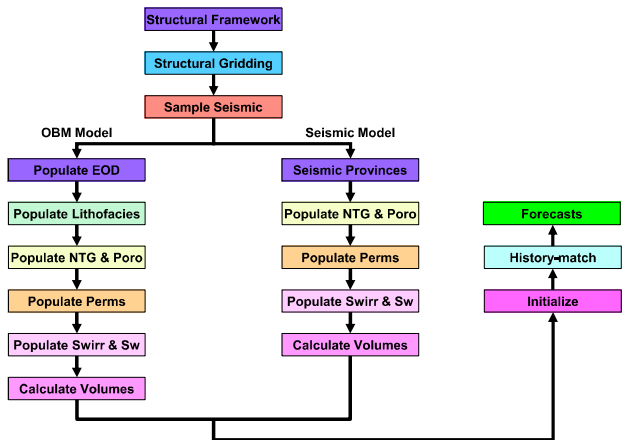 Structural Framework
Structural Gridding
Sample Seismic
OBM Model
Populate EOD
Populate Lithofacies
Populate NTG & Poro
Populate Perms
Populate Swirr & Sw
Calculate Volumes
Seismic Model
Seismic Provinces
Populate NTG & Poro
Populate Perms
Populate Swirr & Sw
Calculate Volumes
Forecasts
History-match
Initialize